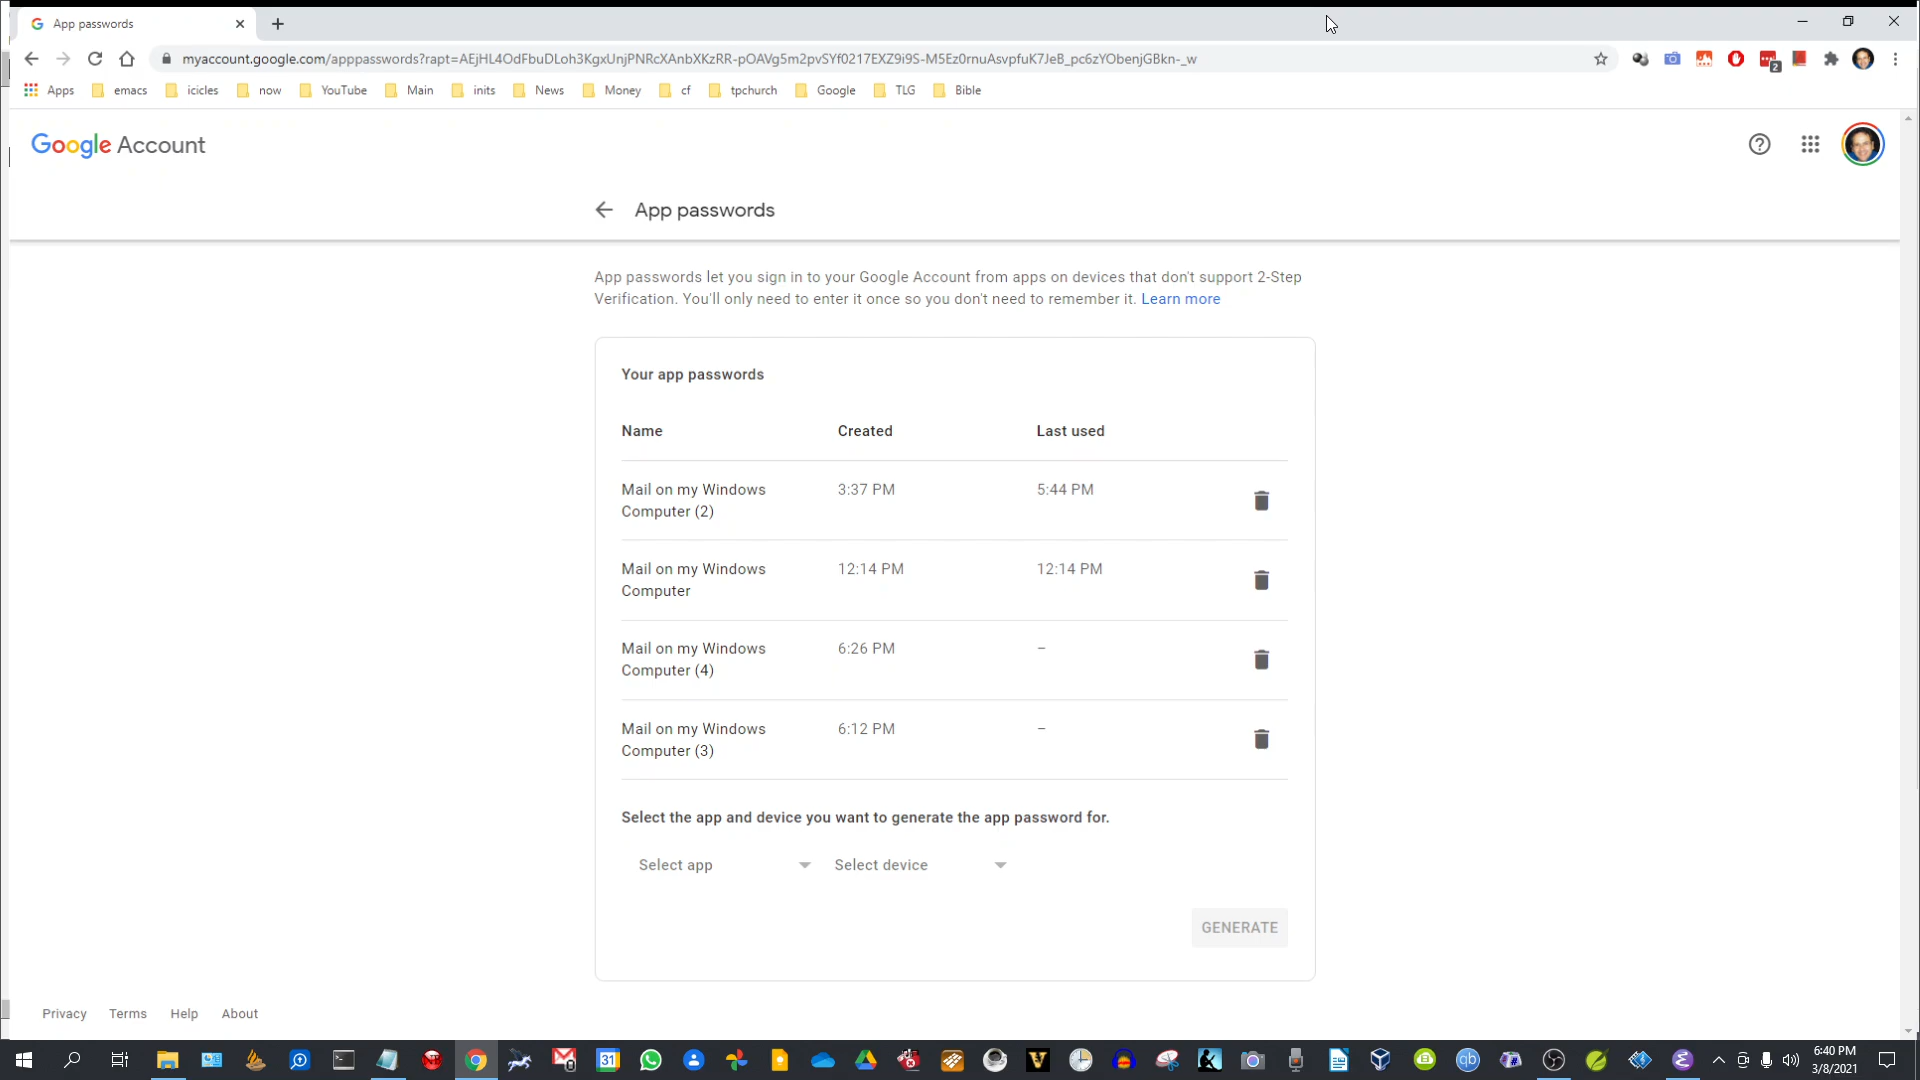 App passwords
myaccount.google.com/apppasswords?rapt=AEjHL4OdFbuDLoh3KgxUnjPNRcXAnbXKzRR-pOAVg5m2pvSYf0217EXZ9i9S-M5Ez0rnuAsvpfuK7JeB_pc6zYObenjGBkn-_w
2
Apps emacs icicles now YouTube Main inits News Money cf tpchurch Google TLG Bible
Google Account
App passwords
App passwords let you sign in to your Google Account from apps on devices that don't support 2-Step
Verification. You'll only need to enter it once so you don't need to remember it. Learn more
Your app passwords
Name Created Last used
Mail on my Windows 3:37 PM 5:44 PM
Computer (2)
Mail on my Windows 12:14 PM 12:14 PM
Computer
Mail on my Windows 6:26 PM –
Computer (4)
Mail on my Windows 6:12 PM –
Computer (3)
Select the app and device you want to generate the app password for.
Select app Select device
GENERATE
Privacy Terms Help About
31
qb
6:40 PM
3/8/2021